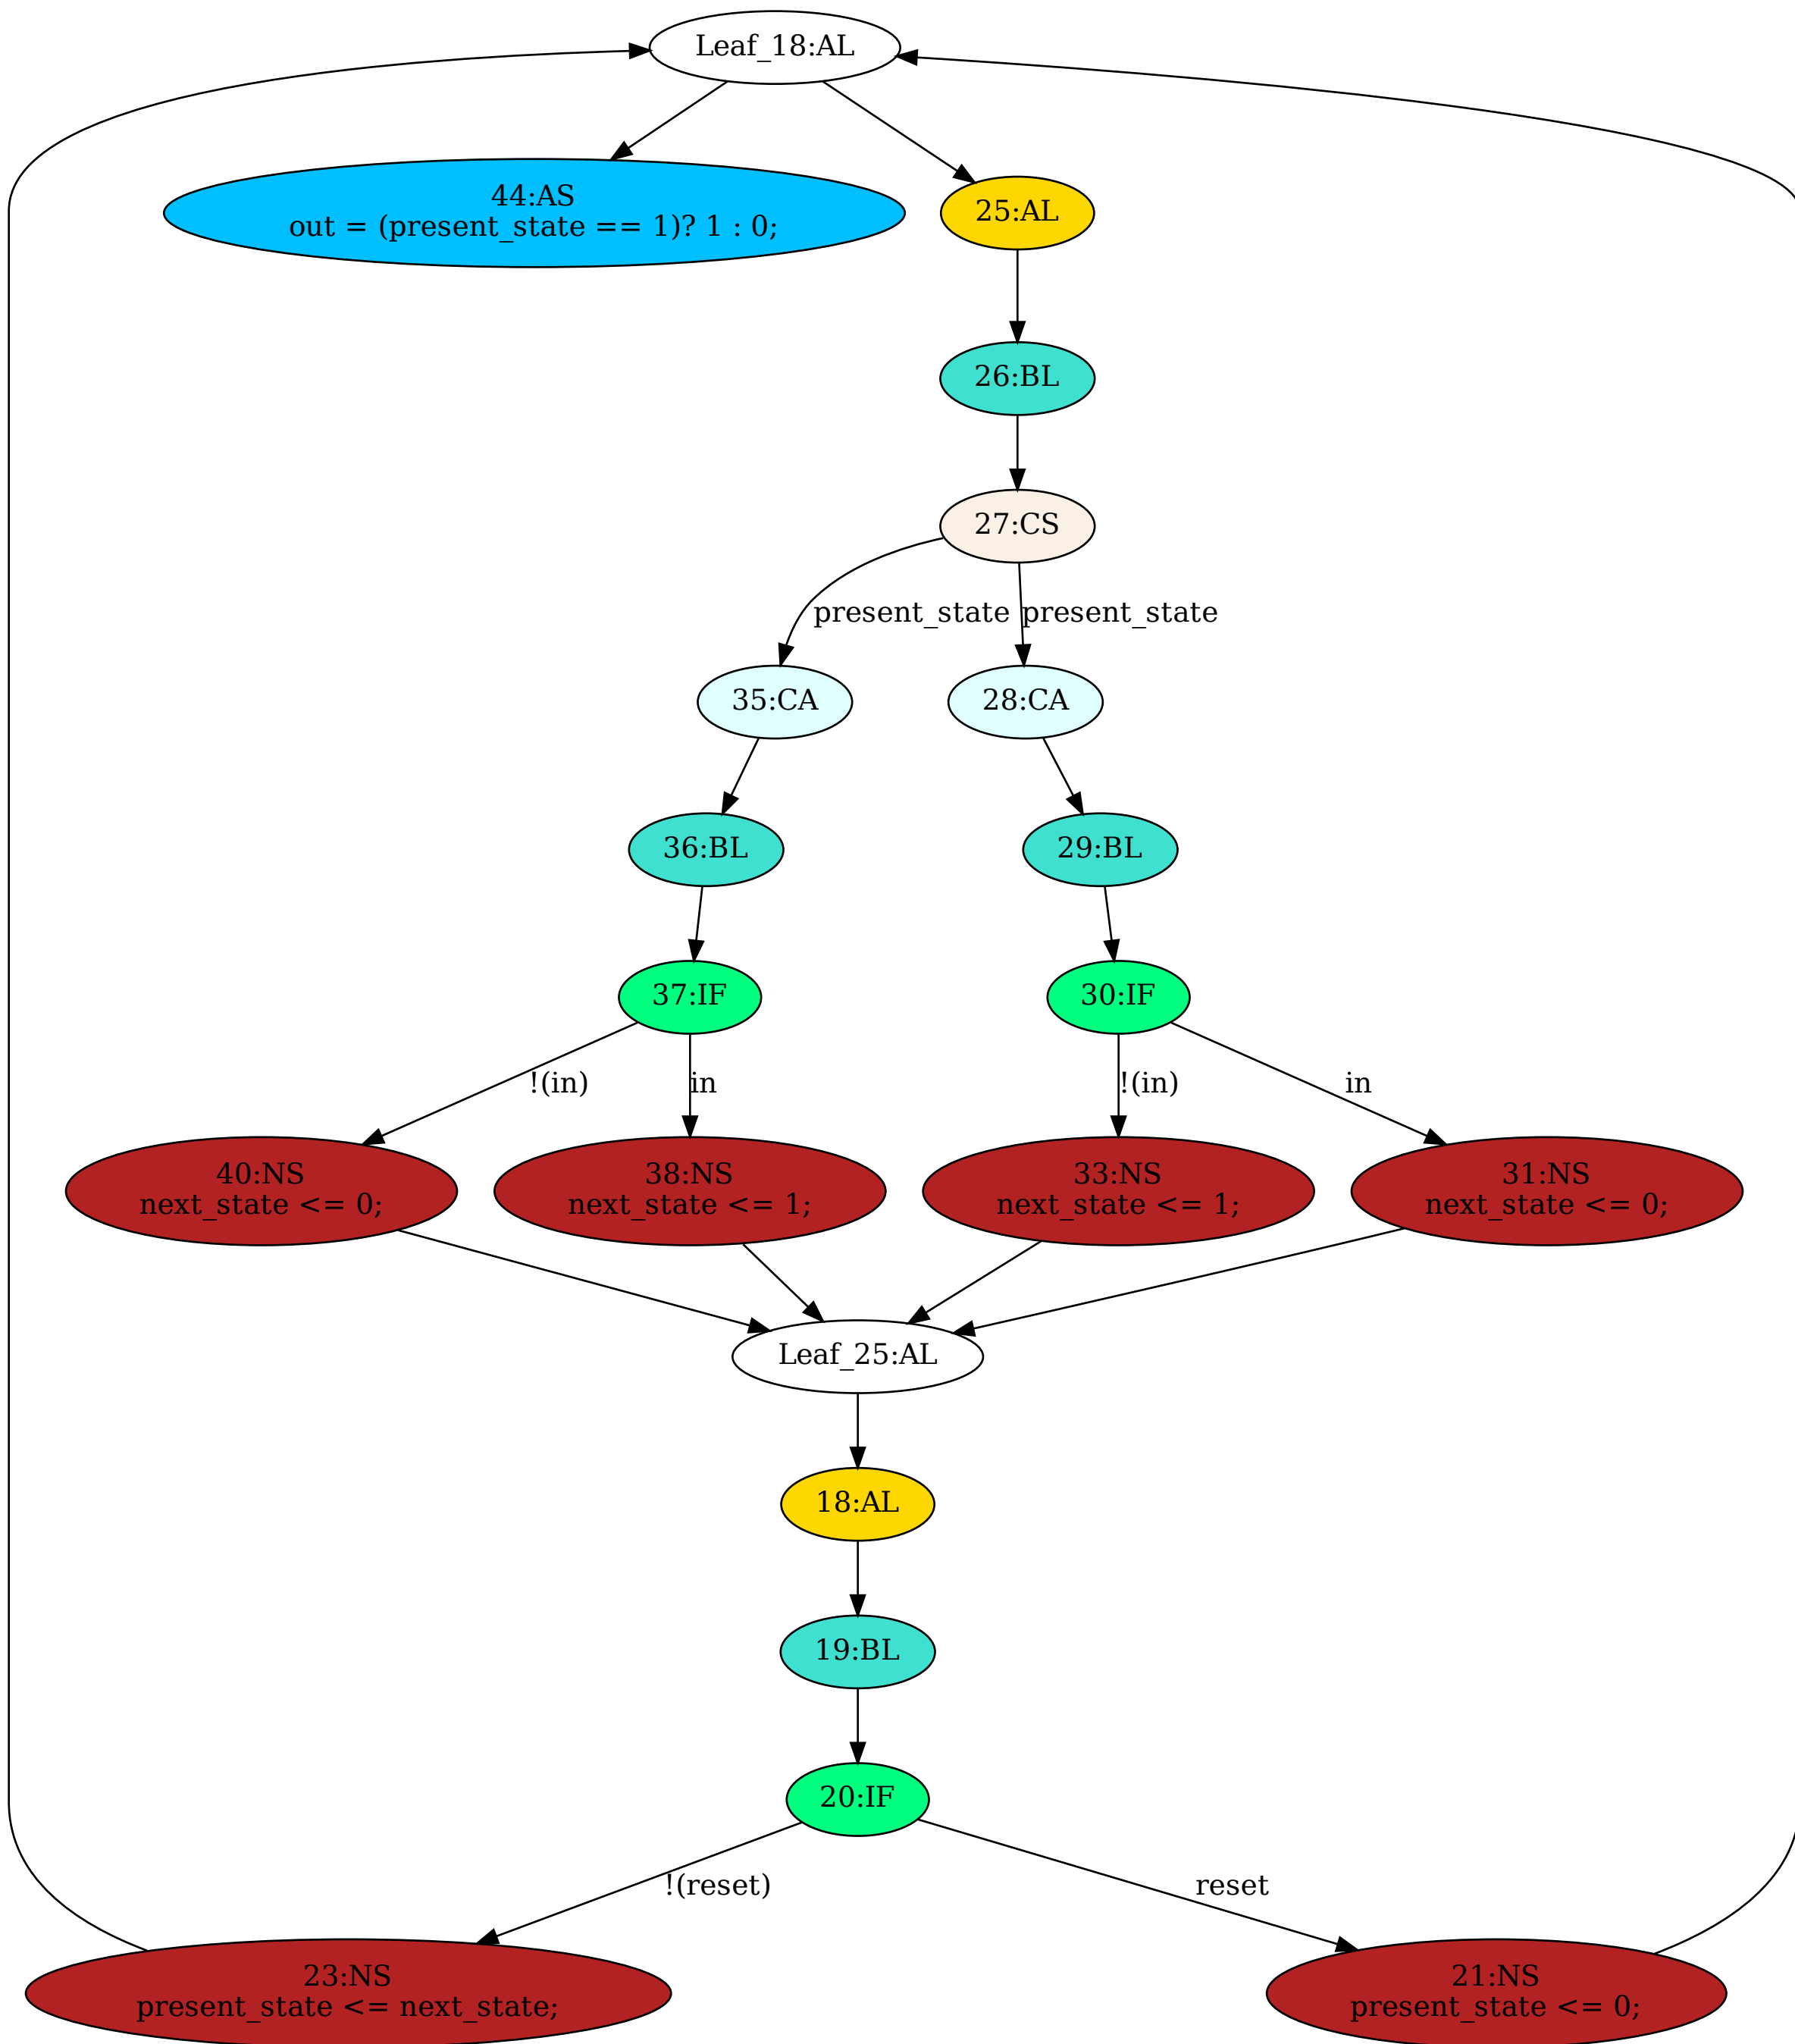 Leaf_18:AL
44:AS
out = (present_state == 1)? 1 : 0;
25:AL
26:BL
27:CS
present_state
present_state
35:CA
28:CA
36:BL
29:BL
37:IF
30:IF
!(in)
in
!(in)
in
40:NS
next_state <= 0;
38:NS
next_state <= 1;
33:NS
next_state <= 1;
31:NS
next_state <= 0;
Leaf_25:AL
18:AL
19:BL
20:IF
!(reset)
reset
23:NS
present_state <= next_state;
21:NS
present_state <= 0;